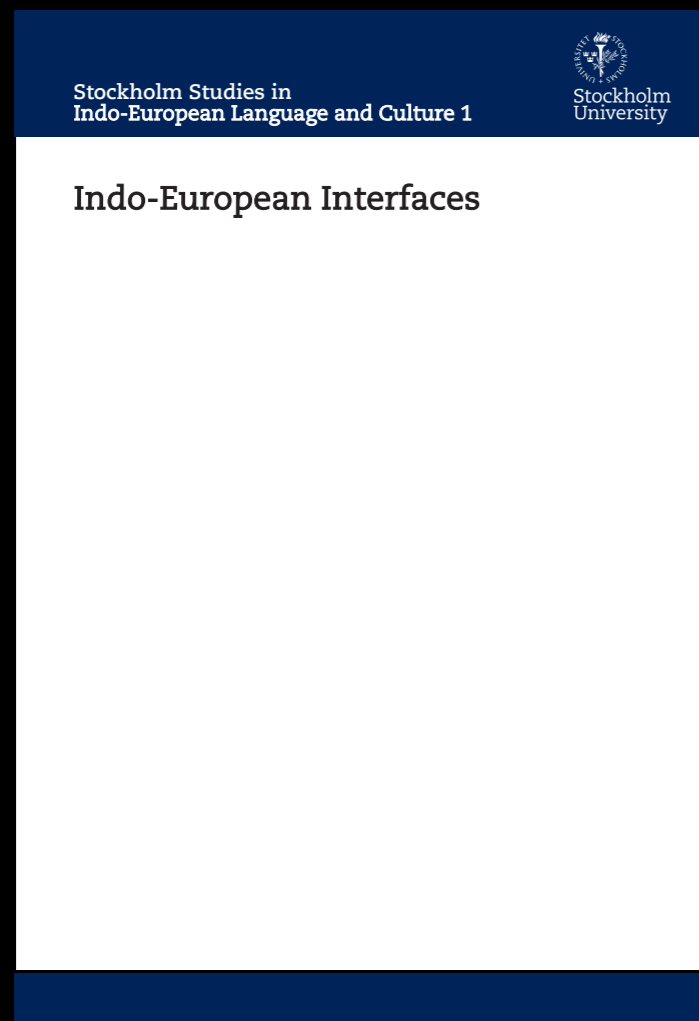 Stockholm Studies in
Indo-European Language and Culture 1
Stockholm
University
Indo-European Interfaces